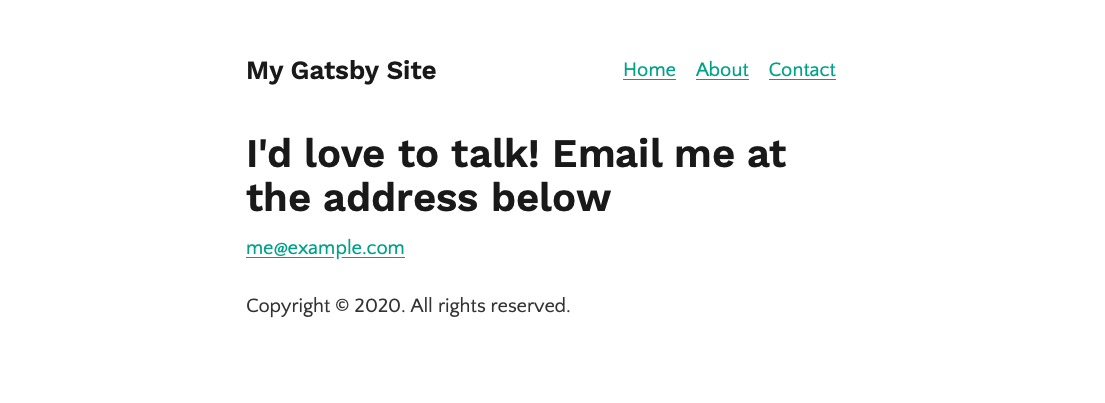 My Gatsby Site
Home About Contact
I'd love to talk! Email me at
the address below
me@example.com
Copyright © 2020. All rights reserved.